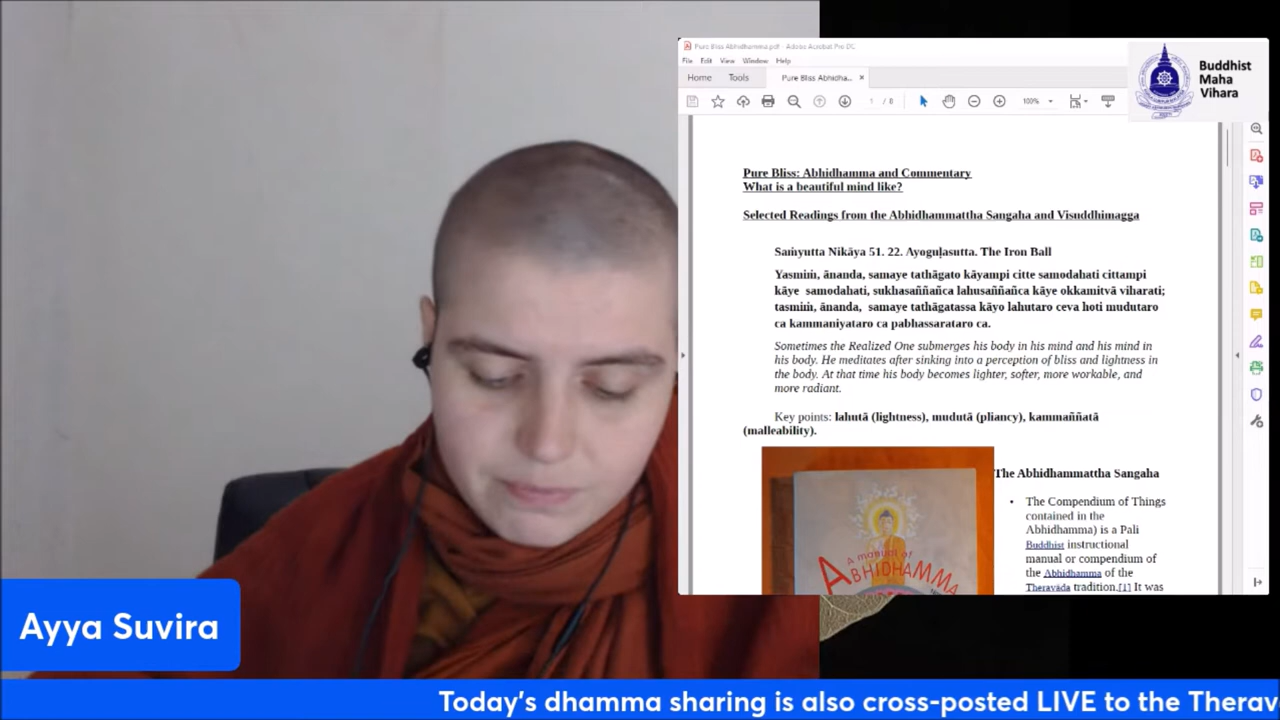 Pure Bliss Abhidhamma.pdf - Adobe Acrobat Pro DC
File Edit View Window Help
Home Tools Pure Bliss Abhidha... ×
1 / 8 100%
Buddhist
Maha
Vihara
Pure Bliss: Abhidhamma and Commentary
What is a beautiful mind like?
Selected Readings from the Abhidhammattha Sangaha and Visuddhimagga
Saṁyutta Nikāya 51. 22. Ayoguḷasutta. The Iron Ball
Yasmiṁ, ānanda, samaye tathāgato kāyampi citte samodahati cittampi
kāye samodahati, sukhasaññañca lahusaññañca kāye okkamitvā viharati;
tasmiṁ, ānanda, samaye tathāgatassa kāyo lahutaro ceva hoti mudutaro
ca kammaniyataro ca pabhassarataro ca.
Sometimes the Realized One submerges his body in his mind and his mind in
his body. He meditates after sinking into a perception of bliss and lightness in
the body. At that time his body becomes lighter, softer, more workable, and
more radiant.
Key points: lahutā (lightness), mudutā (pliancy), kammaññatā
(malleability).
The Abhidhammattha Sangaha
• The Compendium of Things
contained in the
Abhidhamma) is a Pali
Buddhist instructional
manual or compendium of
the Abhidhamma of the
Theravāda tradition.[1] It was
A manual of
ABHIDHAMMA
Ayya Suvira
Today's dhamma sharing is also cross-posted LIVE to the Therav